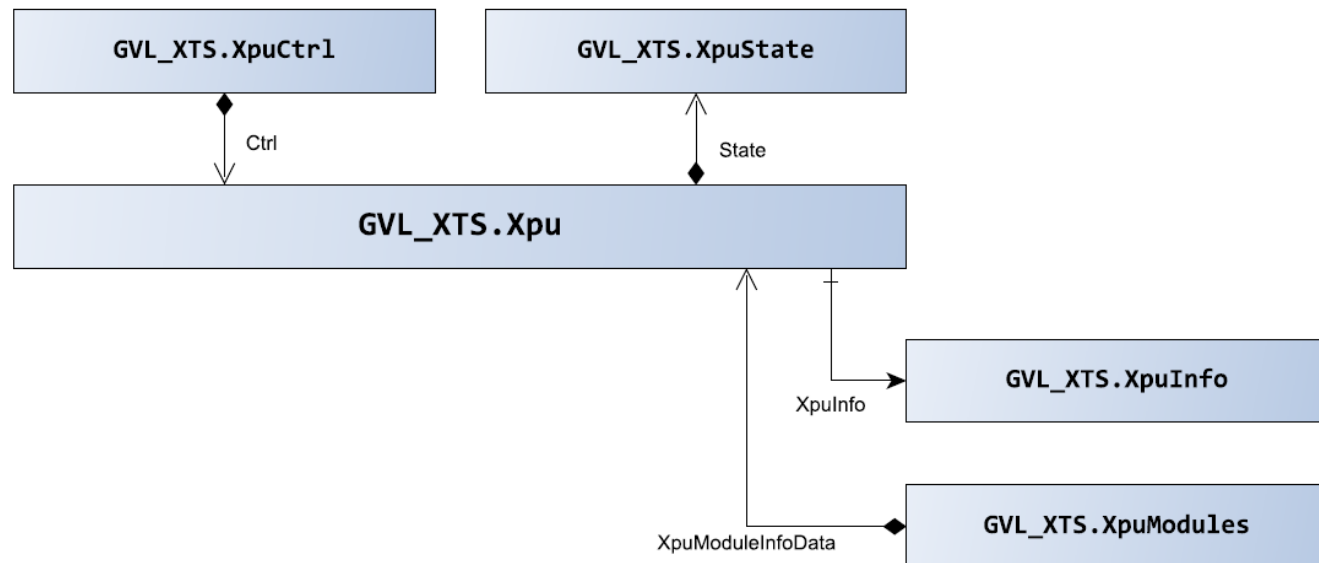 GVL_XTS.XpuCtrl
GVL_XTS.XpuState
Ctrl
State
GVL_XTS.Xpu
GVL_XTS.XpuInfo
XpuInfo
GVL_XTS.XpuModules
XpuModuleInfoData